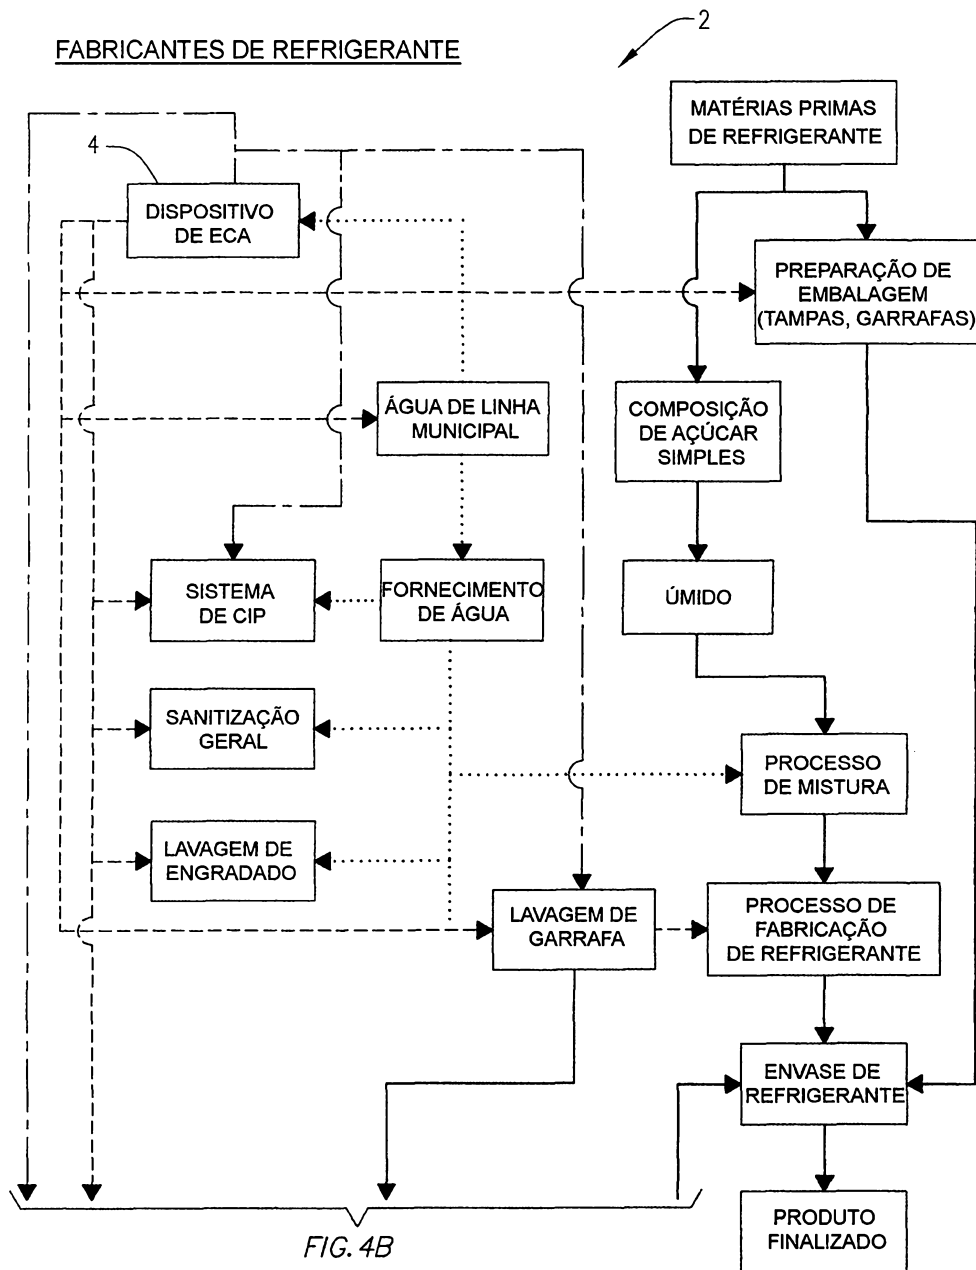 2
FABRICANTES DE REFRIGERANTE
MATÉRIAS PRIMAS
DE REFRIGERANTE
4
DISPOSITIVO
DE ECA
PREPARAÇÃO DE
EMBALAGEM
(TAMPAS, GARRAFAS)
ÁGUA DE LINHA
MUNICIPAL
COMPOSIÇÃO
DE AÇÚCAR
SIMPLES
SISTEMA
DE CIP
FORNECIMENTO
DE ÁGUA
ÚMIDO
SANITIZAÇÃO
GERAL
PROCESSO
DE MISTURA
LAVAGEM DE
ENGRADADO
LAVAGEM DE
GARRAFA
PROCESSO DE
FABRICAÇÃO
DE REFRIGERANTE
ENVASE DE
REFRIGERANTE
PRODUTO
FINALIZADO
FIG. 4B